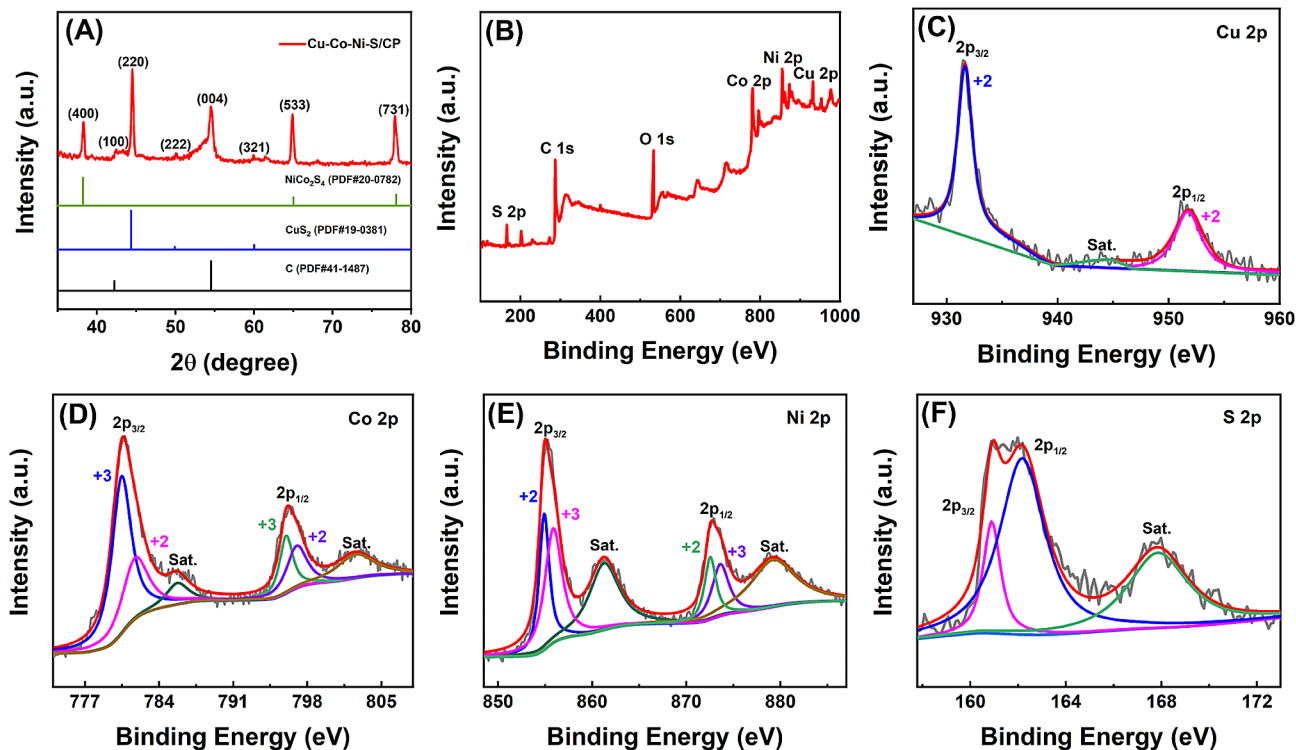 (A)
Cu-Co-Ni-S/CP
(400)
(100)
(220)
(222)
(004)
(321)
(533)
(731)
NiCo₂S₄ (PDF#20-0782)
CuS₂ (PDF#19-0381)
C (PDF#41-1487)
Intensity (a.u.)
40 50 60 70 80
2θ (degree)
(B)
S 2p
C 1s
O 1s
Co 2p
Ni 2p
Cu 2p
Intensity (a.u.)
200 400 600 800 1000
Binding Energy (eV)
(C)
Cu 2p
2p₃/₂
+2
Sat.
2p₁/₂
+2
Intensity (a.u.)
930 940 950 960
Binding Energy (eV)
(D)
Co 2p
2p₃/₂
+3
+2
Sat.
2p₁/₂
+3
+2
Sat.
Intensity (a.u.)
777 784 791 798 805
Binding Energy (eV)
(E)
Ni 2p
2p₃/₂
+2
+3
Sat.
2p₁/₂
+2
+3
Sat.
Intensity (a.u.)
850 860 870 880
Binding Energy (eV)
(F)
S 2p
2p₃/₂
2p₁/₂
Sat.
Intensity (a.u.)
160 164 168 172
Binding Energy (eV)